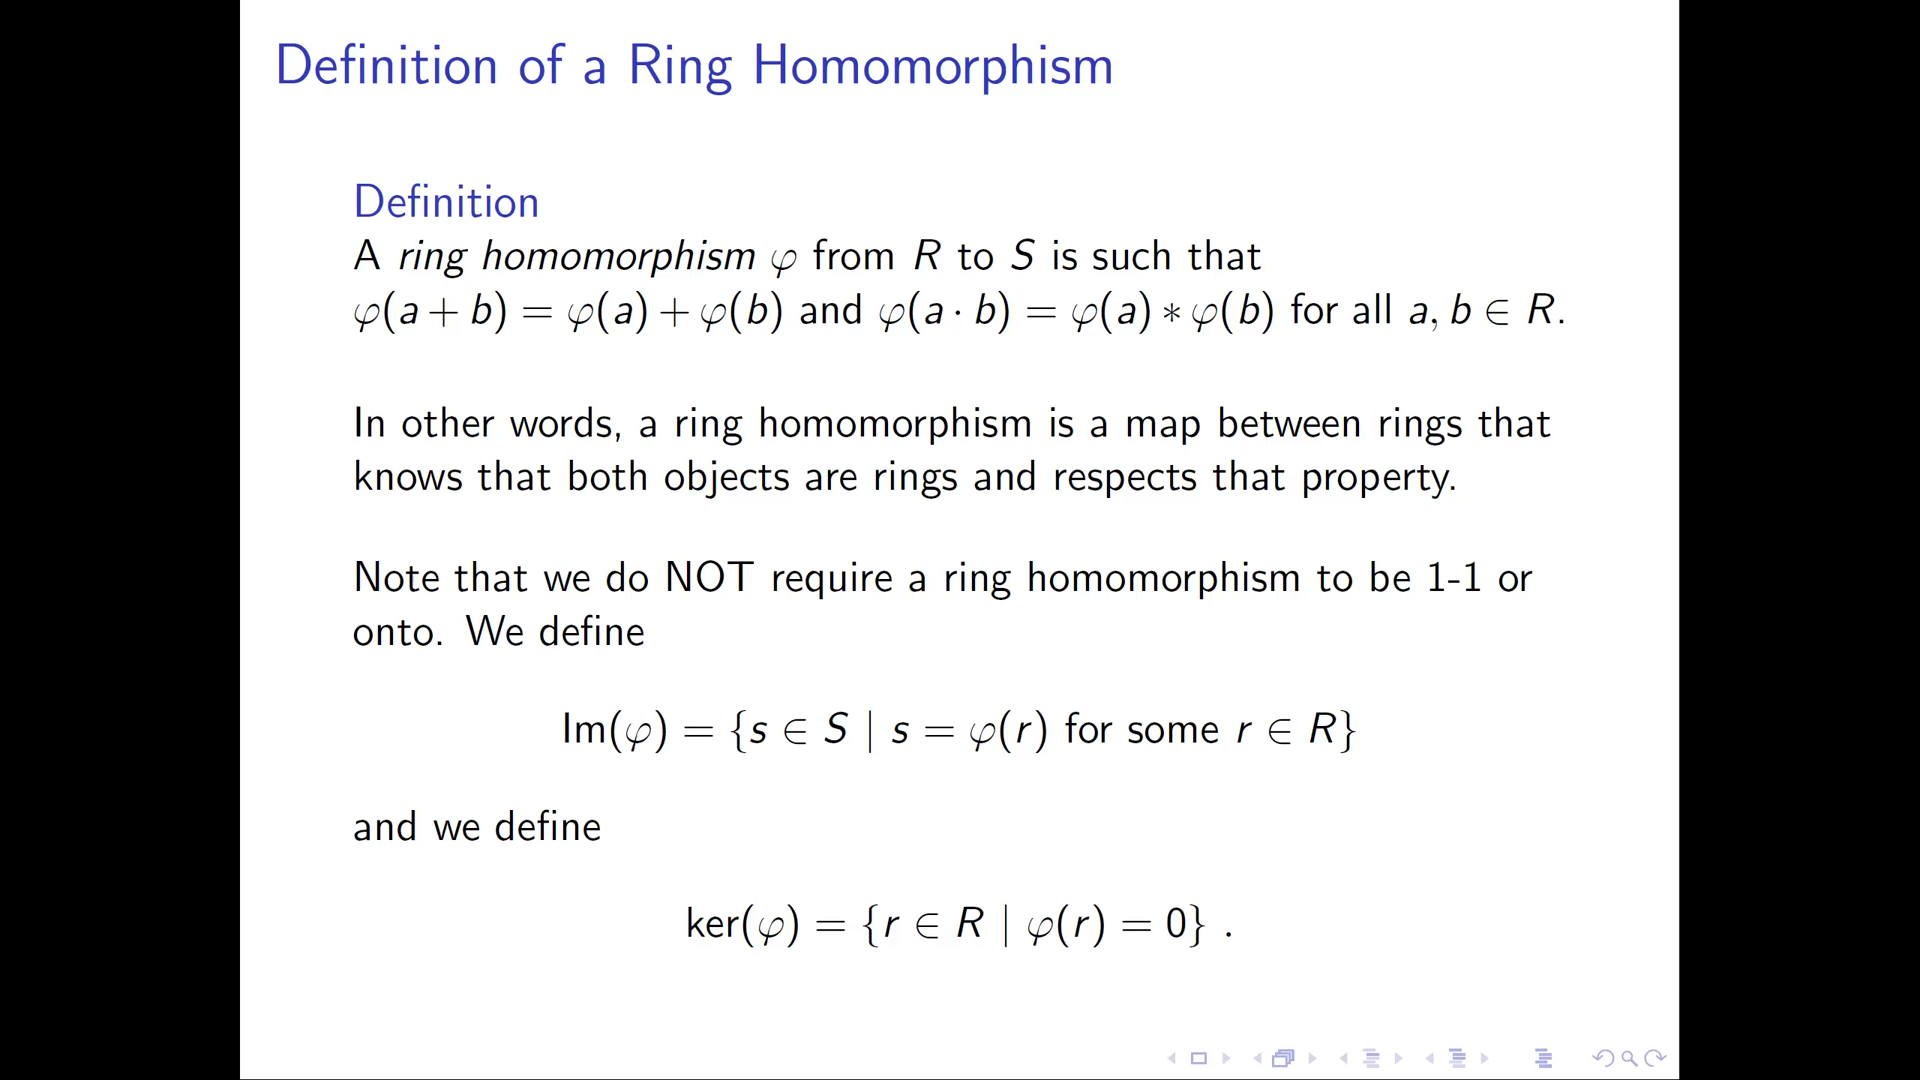 Definition of a Ring Homomorphism
Definition
A ring homomorphism φ from R to S is such that
φ(a + b) = φ(a) + φ(b) and φ(a · b) = φ(a) ∗ φ(b) for all a, b ∈ R.
In other words, a ring homomorphism is a map between rings that
knows that both objects are rings and respects that property.
Note that we do NOT require a ring homomorphism to be 1-1 or
onto. We define
Im(φ) = {s ∈ S | s = φ(r) for some r ∈ R}
and we define
ker(φ) = {r ∈ R | φ(r) = 0} .